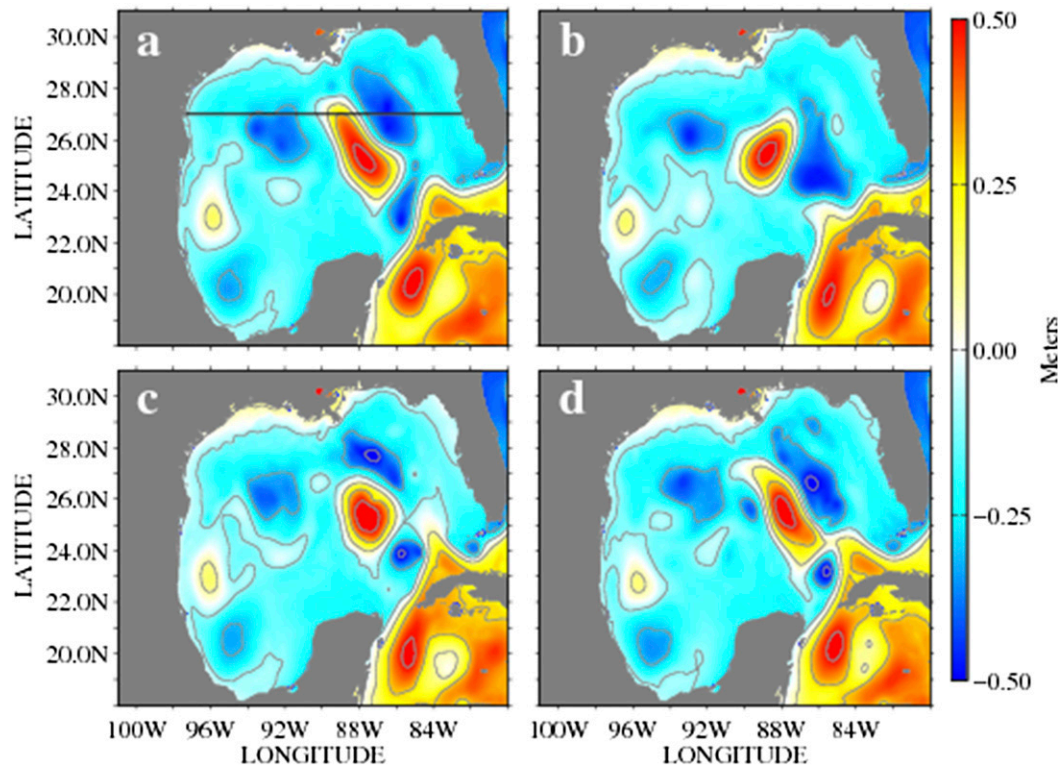 a
b
30.0N
28.0N
26.0N
24.0N
22.0N
20.0N
LATITUDE
0.50
0.25
0.00
−0.25
−0.50
Meters
c
d
30.0N
28.0N
26.0N
24.0N
22.0N
20.0N
LATITUDE
100W 96W 92W 88W 84W
100W 96W 92W 88W 84W
LONGITUDE
LONGITUDE